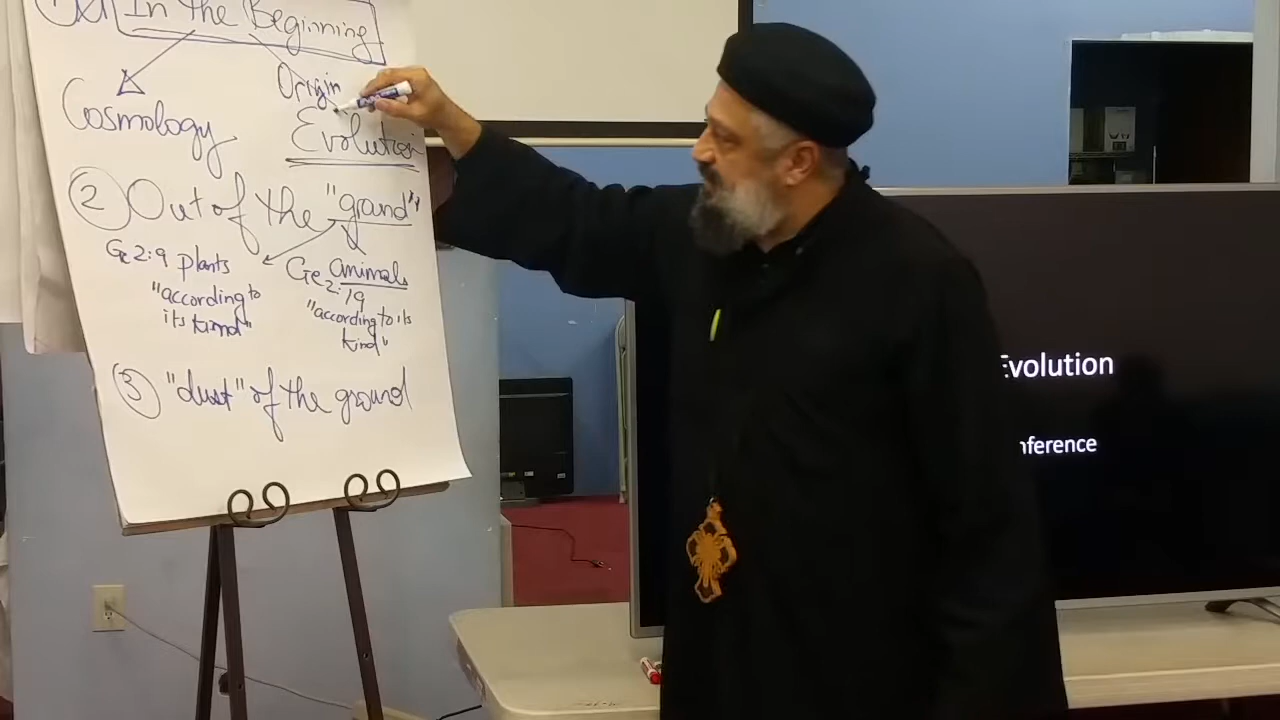 In the Beginning
Origin
Cosmology
Evolution
② Out of the "ground"
Ge 2:9 plants
"according to
its kind"
Ge animals
2:19
"according to its
kind"
③ "dust" of the ground
Evolution
nference